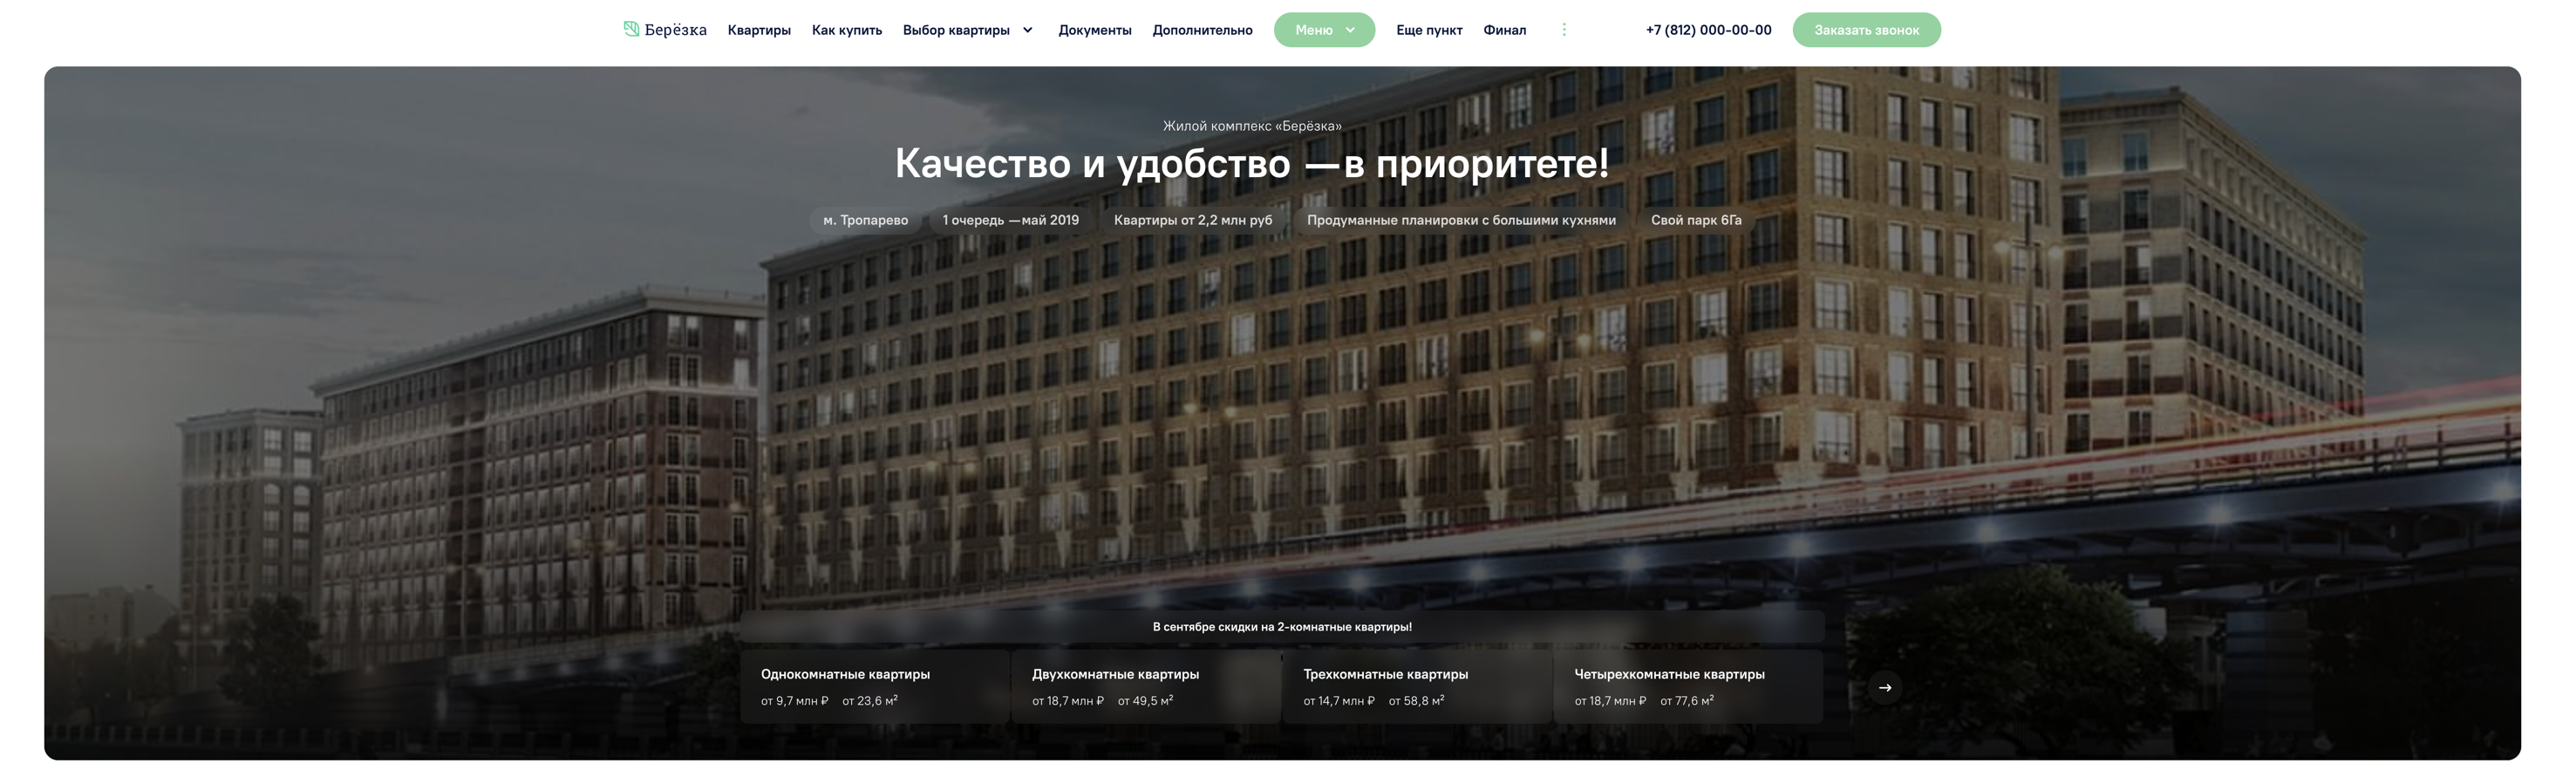 Берёзка Квартиры Как купить Выбор квартиры Документы Дополнительно Меню Еще пункт Финал +7 (812) 000-00-00 Заказать звонок
Жилой комплекс «Берёзка»
Качество и удобство — в приоритете!
м. Тропарево 1 очередь — май 2019 Квартиры от 2,2 млн руб Продуманные планировки с большими кухнями Свой парк 6Га
В сентябре скидки на 2-комнатные квартиры!
Однокомнатные квартиры Двухкомнатные квартиры Трехкомнатные квартиры Четырехкомнатные квартиры
от 9,7 млн ₽ от 23,6 м² от 18,7 млн ₽ от 49,5 м² от 14,7 млн ₽ от 58,8 м² от 18,7 млн ₽ от 77,6 м²